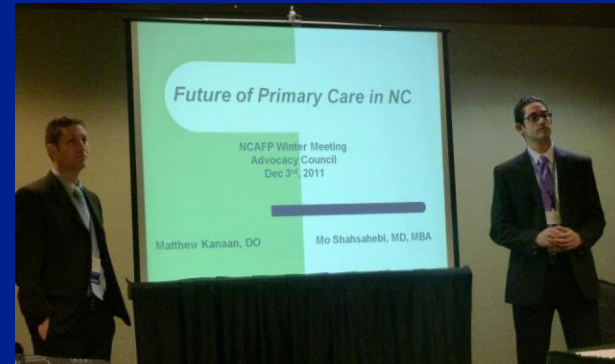 Future of Primary Care in NC
NCAFP Winter Meeting
Advocacy Council
Dec 3rd, 2011
Matthew Kanaan, DO
Mo Shahsahebi, MD, MBA